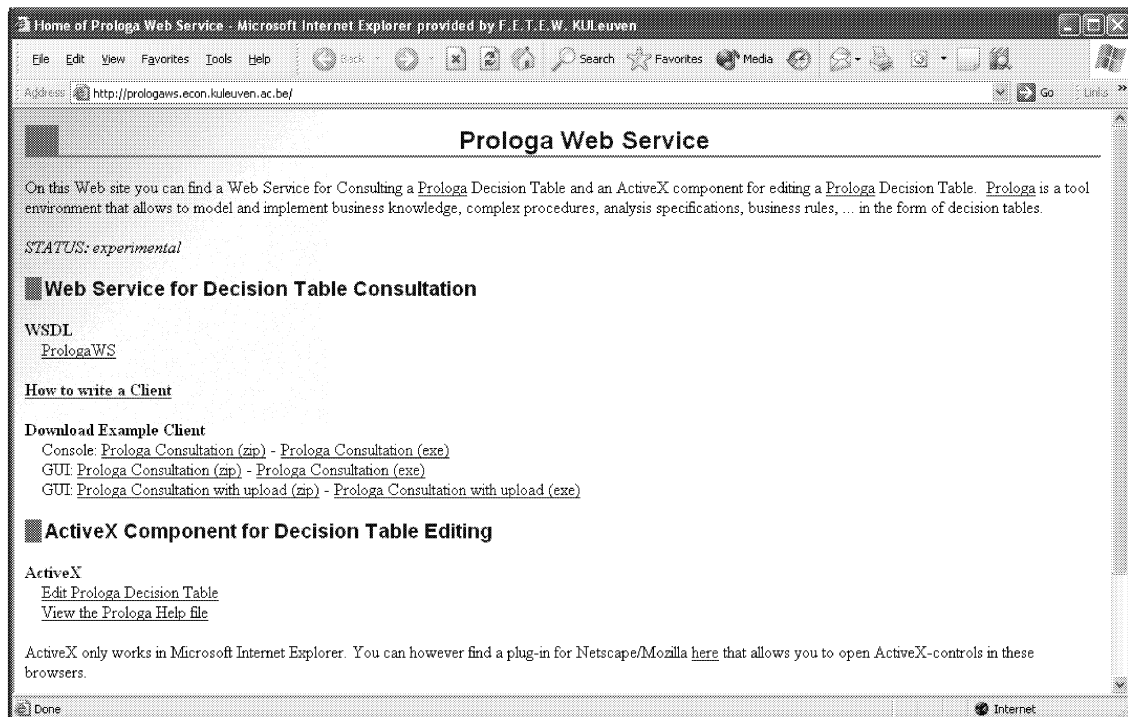 Home of Prologa Web Service - Microsoft Internet Explorer provided by F.E.T.E.W. KULeuven
File Edit View Favorites Tools Help Back Search Favorites Media
Address http://prologaws.econ.kuleuven.ac.be/ Go Links »
Prologa Web Service
On this Web site you can find a Web Service for Consulting a Prologa Decision Table and an ActiveX component for editing a Prologa Decision Table. Prologa is a tool
environment that allows to model and implement business knowledge, complex procedures, analysis specifications, business rules, ... in the form of decision tables.
STATUS: experimental
Web Service for Decision Table Consultation
WSDL
PrologaWS
How to write a Client
Download Example Client
Console: Prologa Consultation (zip) - Prologa Consultation (exe)
GUI: Prologa Consultation (zip) - Prologa Consultation (exe)
GUI: Prologa Consultation with upload (zip) - Prologa Consultation with upload (exe)
ActiveX Component for Decision Table Editing
ActiveX
Edit Prologa Decision Table
View the Prologa Help file
ActiveX only works in Microsoft Internet Explorer. You can however find a plug-in for Netscape/Mozilla here that allows you to open ActiveX-controls in these
browsers.
Done Internet